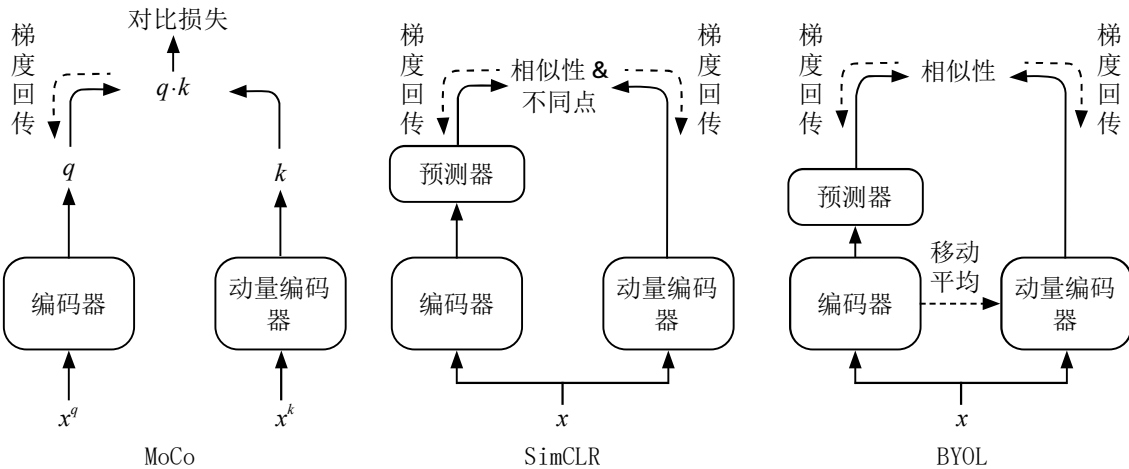 对比损失
梯度回传
q·k
q
k
编码器
动量编码
器
x^q
x^k
MoCo
梯度回传
相似性 &
不同点
梯度回传
预测器
编码器
动量编码
器
x
SimCLR
梯度回传
相似性
梯度回传
预测器
移动
平均
编码器
动量编码
器
x
BYOL